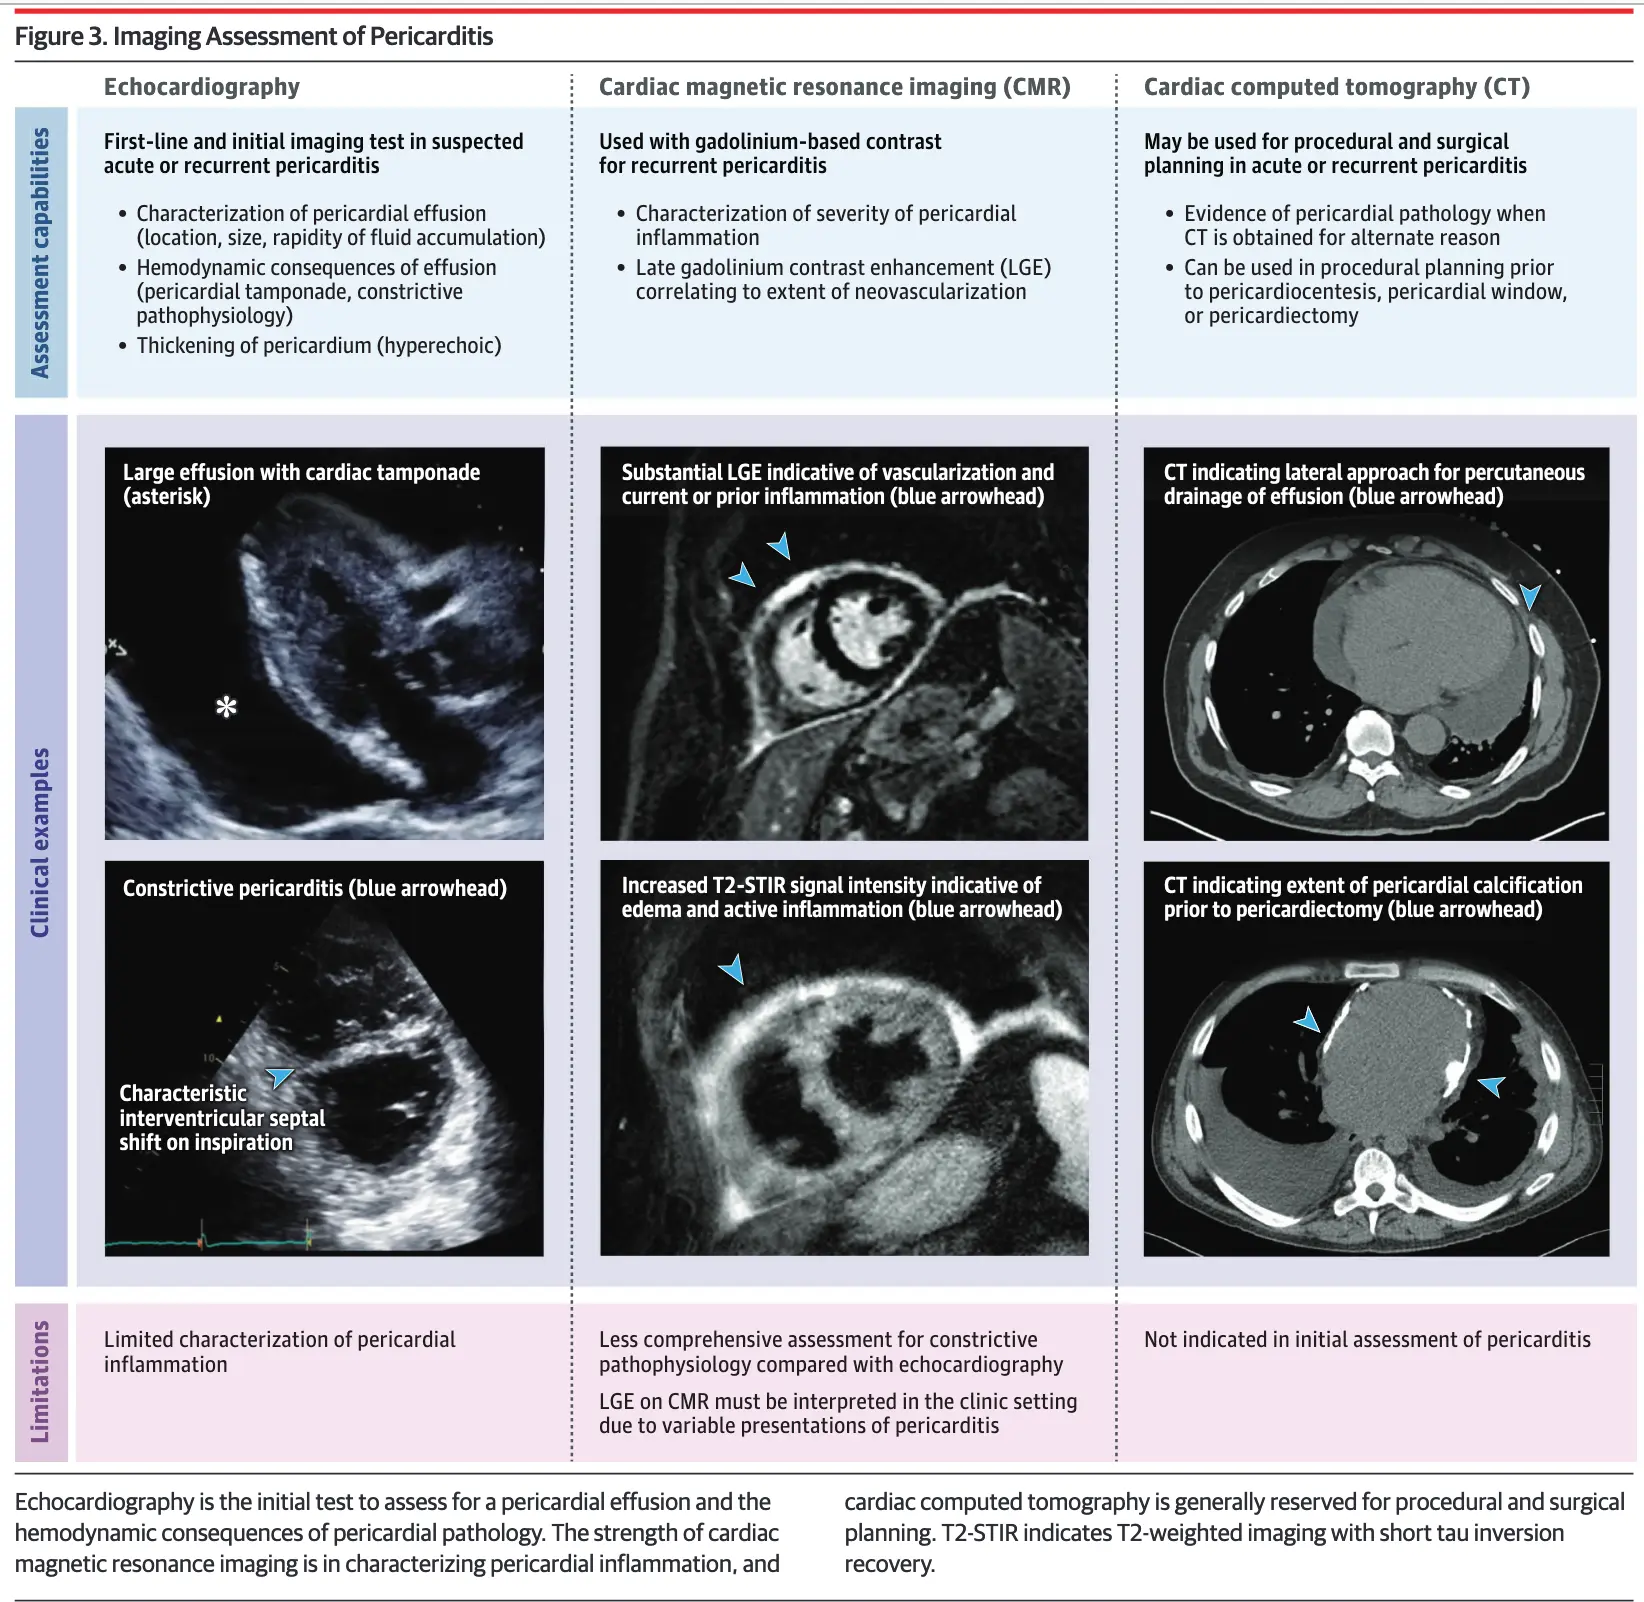 Figure 3. Imaging Assessment of Pericarditis
Echocardiography
Cardiac magnetic resonance imaging (CMR)
Cardiac computed tomography (CT)
Assessment capabilities
First-line and initial imaging test in suspected
acute or recurrent pericarditis
• Characterization of pericardial effusion
(location, size, rapidity of fluid accumulation)
• Hemodynamic consequences of effusion
(pericardial tamponade, constrictive
pathophysiology)
• Thickening of pericardium (hyperechoic)
Used with gadolinium-based contrast
for recurrent pericarditis
• Characterization of severity of pericardial
inflammation
• Late gadolinium contrast enhancement (LGE)
correlating to extent of neovascularization
May be used for procedural and surgical
planning in acute or recurrent pericarditis
• Evidence of pericardial pathology when
CT is obtained for alternate reason
• Can be used in procedural planning prior
to pericardiocentesis, pericardial window,
or pericardiectomy
Clinical examples
Large effusion with cardiac tamponade
(asterisk)
*
Substantial LGE indicative of vascularization and
current or prior inflammation (blue arrowhead)
CT indicating lateral approach for percutaneous
drainage of effusion (blue arrowhead)
Constrictive pericarditis (blue arrowhead)
5
10
Characteristic
interventricular septal
shift on inspiration
Increased T2-STIR signal intensity indicative of
edema and active inflammation (blue arrowhead)
CT indicating extent of pericardial calcification
prior to pericardiectomy (blue arrowhead)
Limitations
Limited characterization of pericardial
inflammation
Less comprehensive assessment for constrictive
pathophysiology compared with echocardiography
LGE on CMR must be interpreted in the clinic setting
due to variable presentations of pericarditis
Not indicated in initial assessment of pericarditis
Echocardiography is the initial test to assess for a pericardial effusion and the
hemodynamic consequences of pericardial pathology. The strength of cardiac
magnetic resonance imaging is in characterizing pericardial inflammation, and
cardiac computed tomography is generally reserved for procedural and surgical
planning. T2-STIR indicates T2-weighted imaging with short tau inversion
recovery.